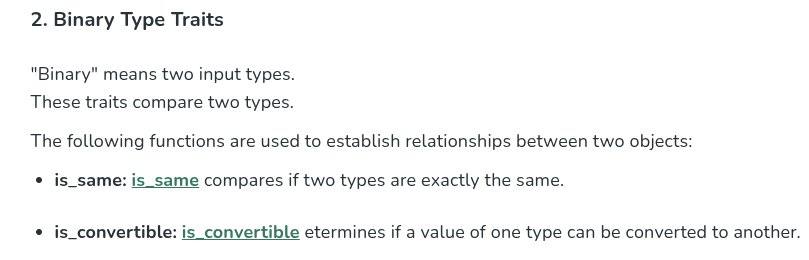 2. Binary Type Traits
"Binary" means two input types.
These traits compare two types.
The following functions are used to establish relationships between two objects:
• is_same: is_same compares if two types are exactly the same.
• is_convertible: is_convertible etermines if a value of one type can be converted to another.